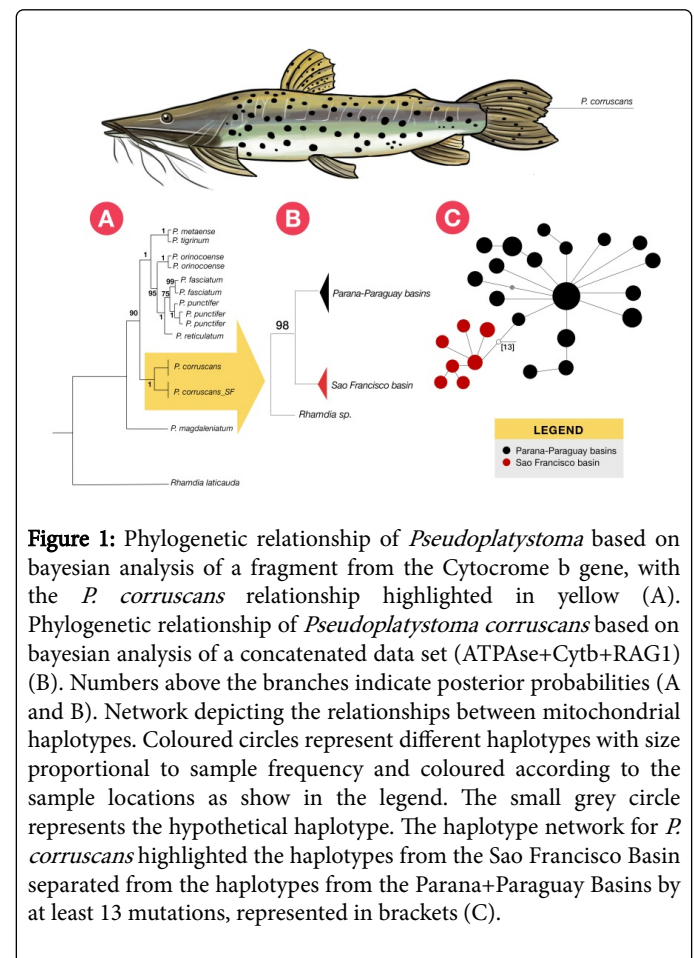 P. corruscans
A
B
C
1
P. metaense
P. tigrinum
1
1
P. orinocoense
P. orinocoense
95
99
P. fasciatum
75
P. fasciatum
P. punctifer
1
P. punctifer
P. punctifer
1
P. reticulatum
90
P. corruscans
1
P. corruscans_SF
P. magdaleniatum
Rhamdia laticauda
98
Parana-Paraguay basins
Sao Francisco basin
Rhamdia sp.
[13]
LEGEND
Parana-Paraguay basins
Sao Francisco basin
Figure 1: Phylogenetic relationship of Pseudoplatystoma based on
bayesian analysis of a fragment from the Cytocrome b gene, with
the P. corruscans relationship highlighted in yellow (A).
Phylogenetic relationship of Pseudoplatystoma corruscans based on
bayesian analysis of a concatenated data set (ATPAse+Cytb+RAG1)
(B). Numbers above the branches indicate posterior probabilities (A
and B). Network depicting the relationships between mitochondrial
haplotypes. Coloured circles represent different haplotypes with size
proportional to sample frequency and coloured according to the
sample locations as show in the legend. The small grey circle
represents the hypothetical haplotype. The haplotype network for P.
corruscans highlighted the haplotypes from the Sao Francisco Basin
separated from the haplotypes from the Parana+Paraguay Basins by
at least 13 mutations, represented in brackets (C).